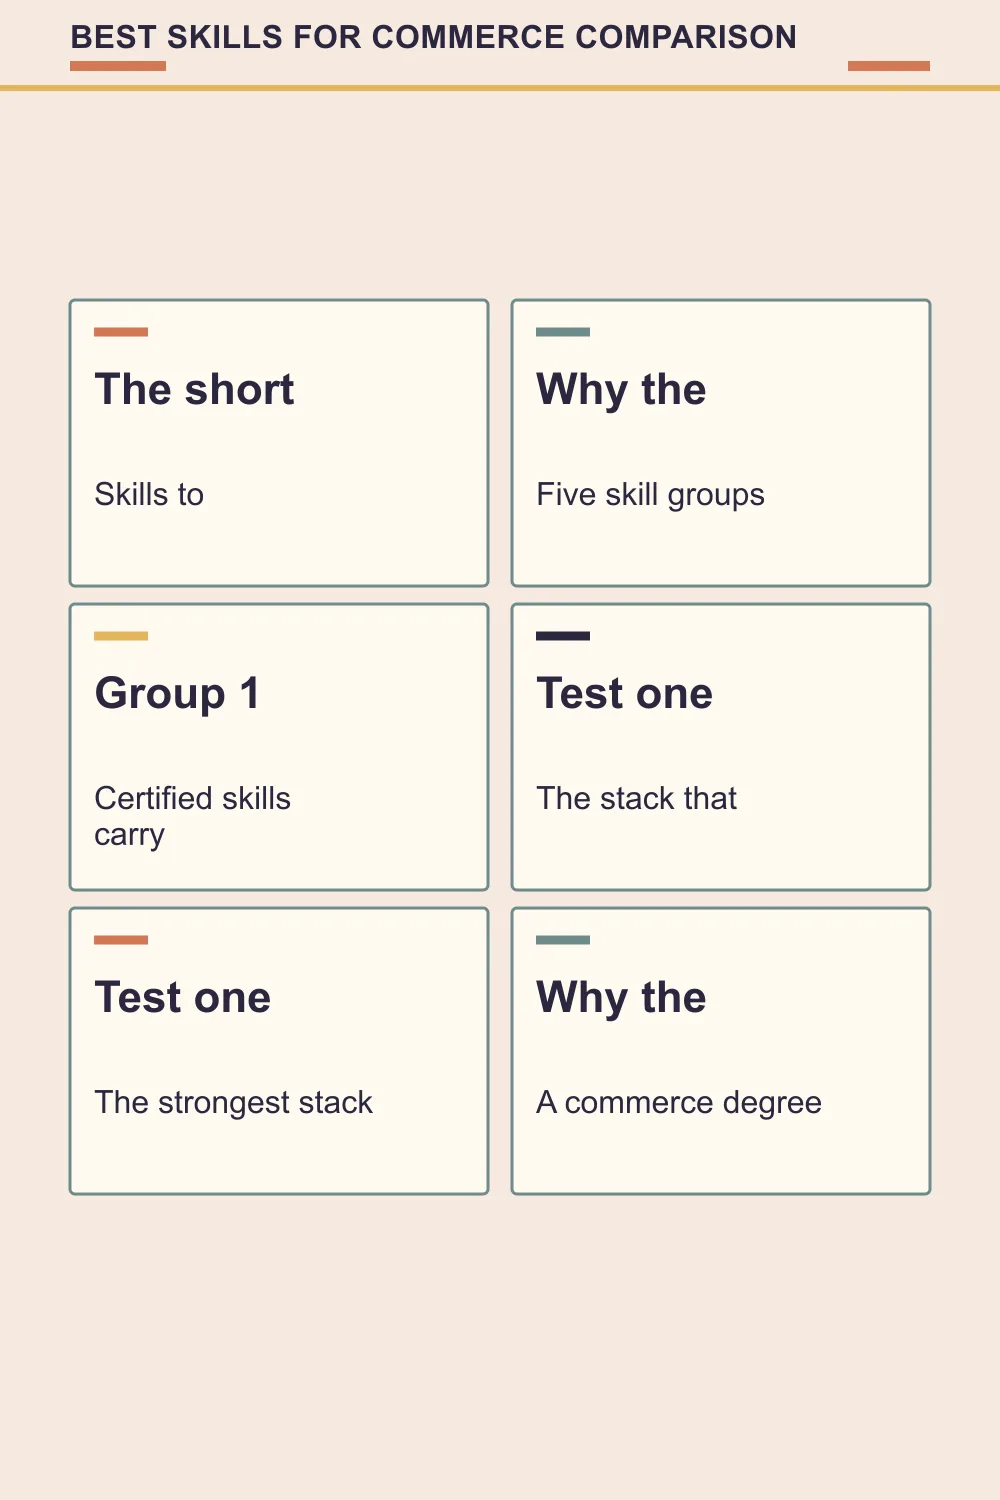 BEST SKILLS FOR COMMERCE COMPARISON
The short
Skills to
Why the
Five skill groups
Group 1
Certified skills
carry
Test one
The stack that
Test one
The strongest stack
Why the
A commerce degree